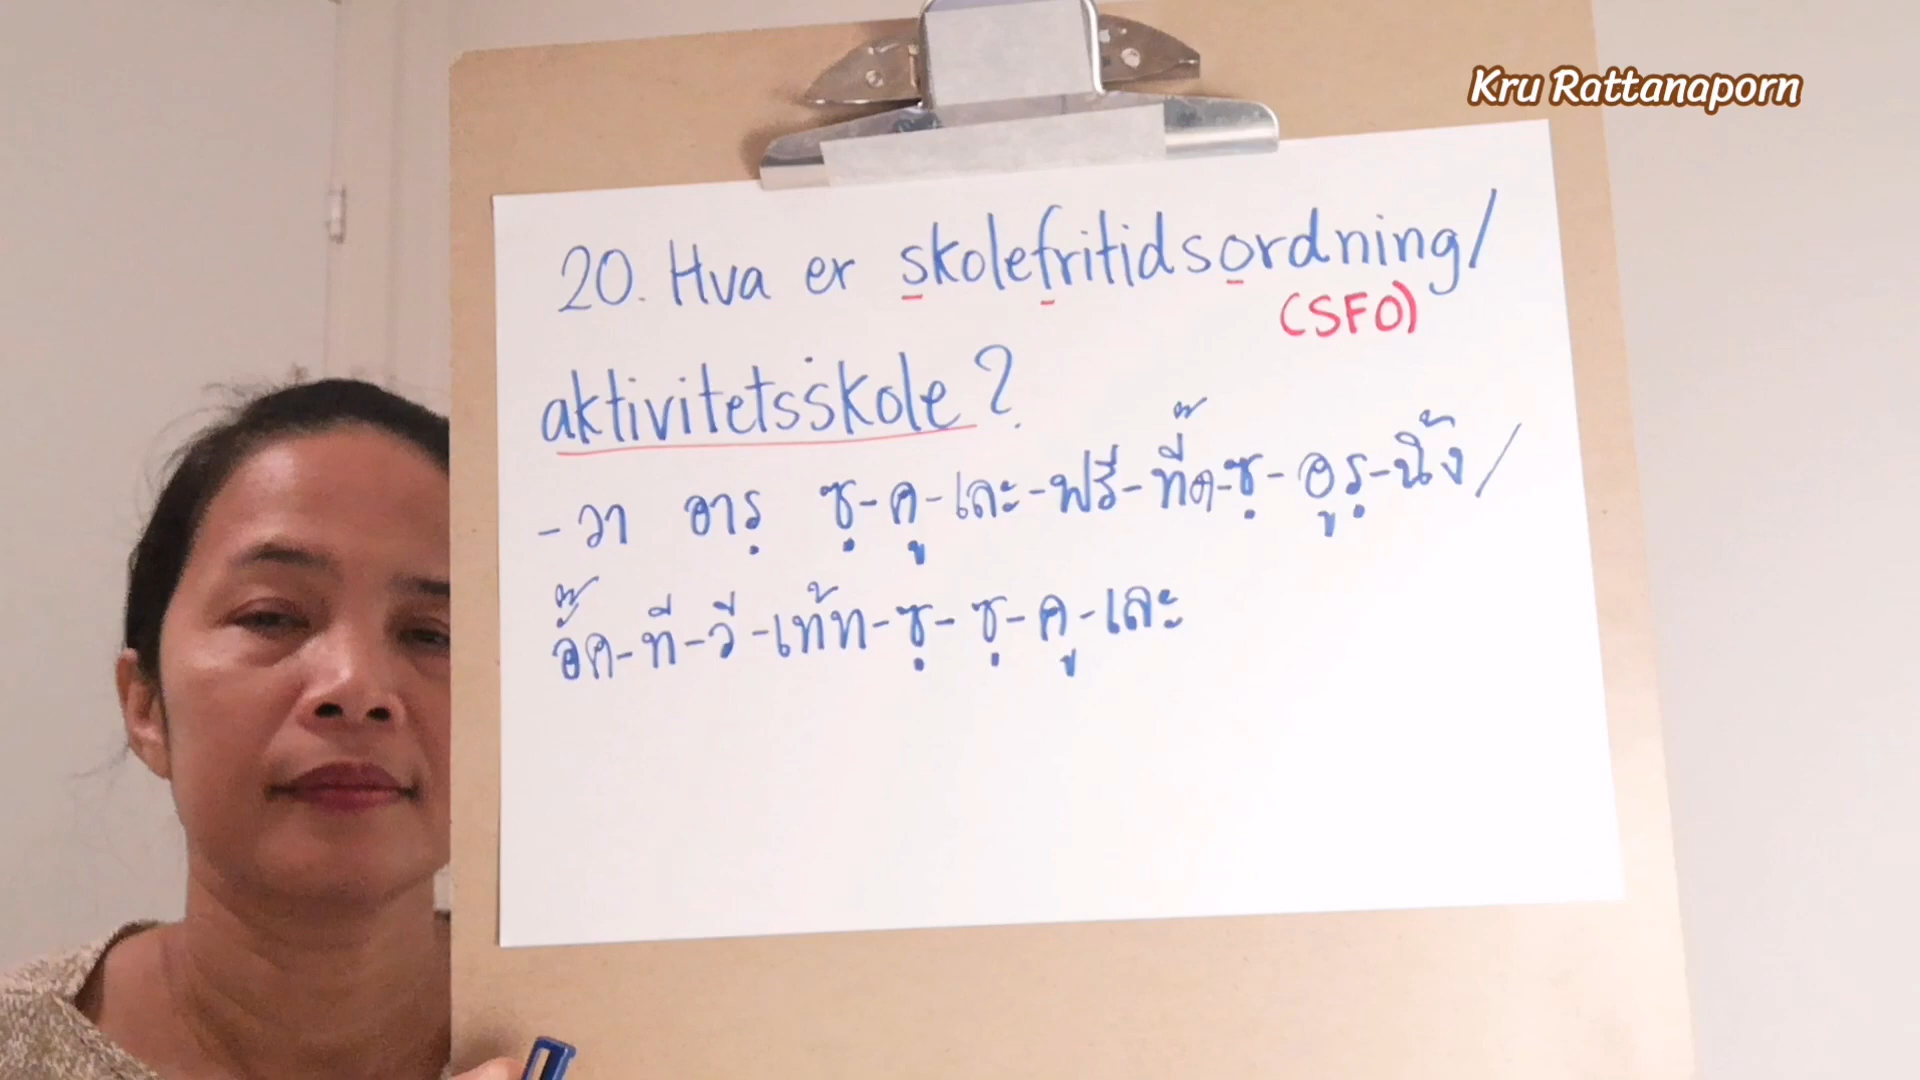 Kru Rattanaporn
20. Hva er skolefritidsordning/
(SFO)
aktivitetsskole?
- วา อารฺ ซฺ-คู-เละ-ฟรี-ที๊ด-ซฺ-อูรฺ-นิ้ง/
อั๊ค-ที-วี-เท้ท-ซฺ-ซฺ-คู-เละ